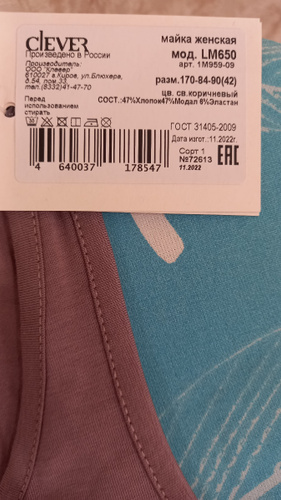 CLEVER
Произведено в России
Производитель:
ООО "Клевер"
610027 г.Киров, ул.Блюхера,
д.54, пом.33,
тел.(8332)41-47-70
Перед
использованием
стирать
майка женская
мод. LM650
арт. 1М959-09
разм.170-84-90(42)
цв. св.коричневый
СОСТ.:47%Хлопок47%Модал 6%Эластан
4 640037 178547
ГОСТ 31405-2009
Дата изгот.:11.2022г.
Сорт 1
№72613
11.2022
ЕАС